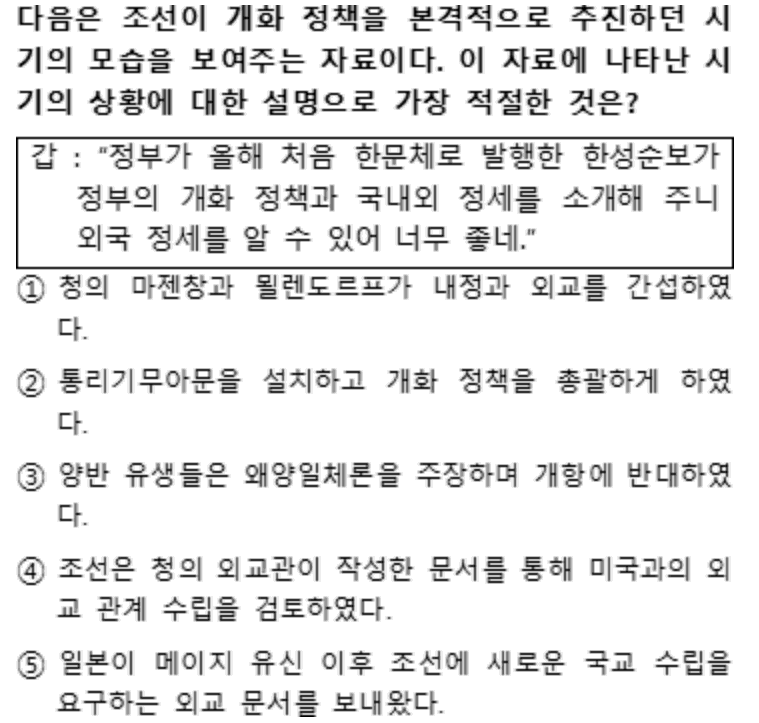 다음은 조선이 개화 정책을 본격적으로 추진하던 시
기의 모습을 보여주는 자료이다. 이 자료에 나타난 시
기의 상황에 대한 설명으로 가장 적절한 것은?
갑 : “정부가 올해 처음 한문체로 발행한 한성순보가
정부의 개화 정책과 국내외 정세를 소개해 주니
외국 정세를 알 수 있어 너무 좋네.”
① 청의 마젠창과 묄렌도르프가 내정과 외교를 간섭하였
다.
② 통리기무아문을 설치하고 개화 정책을 총괄하게 하였
다.
③ 양반 유생들은 왜양일체론을 주장하며 개항에 반대하였
다.
④ 조선은 청의 외교관이 작성한 문서를 통해 미국과의 외
교 관계 수립을 검토하였다.
⑤ 일본이 메이지 유신 이후 조선에 새로운 국교 수립을
요구하는 외교 문서를 보내왔다.